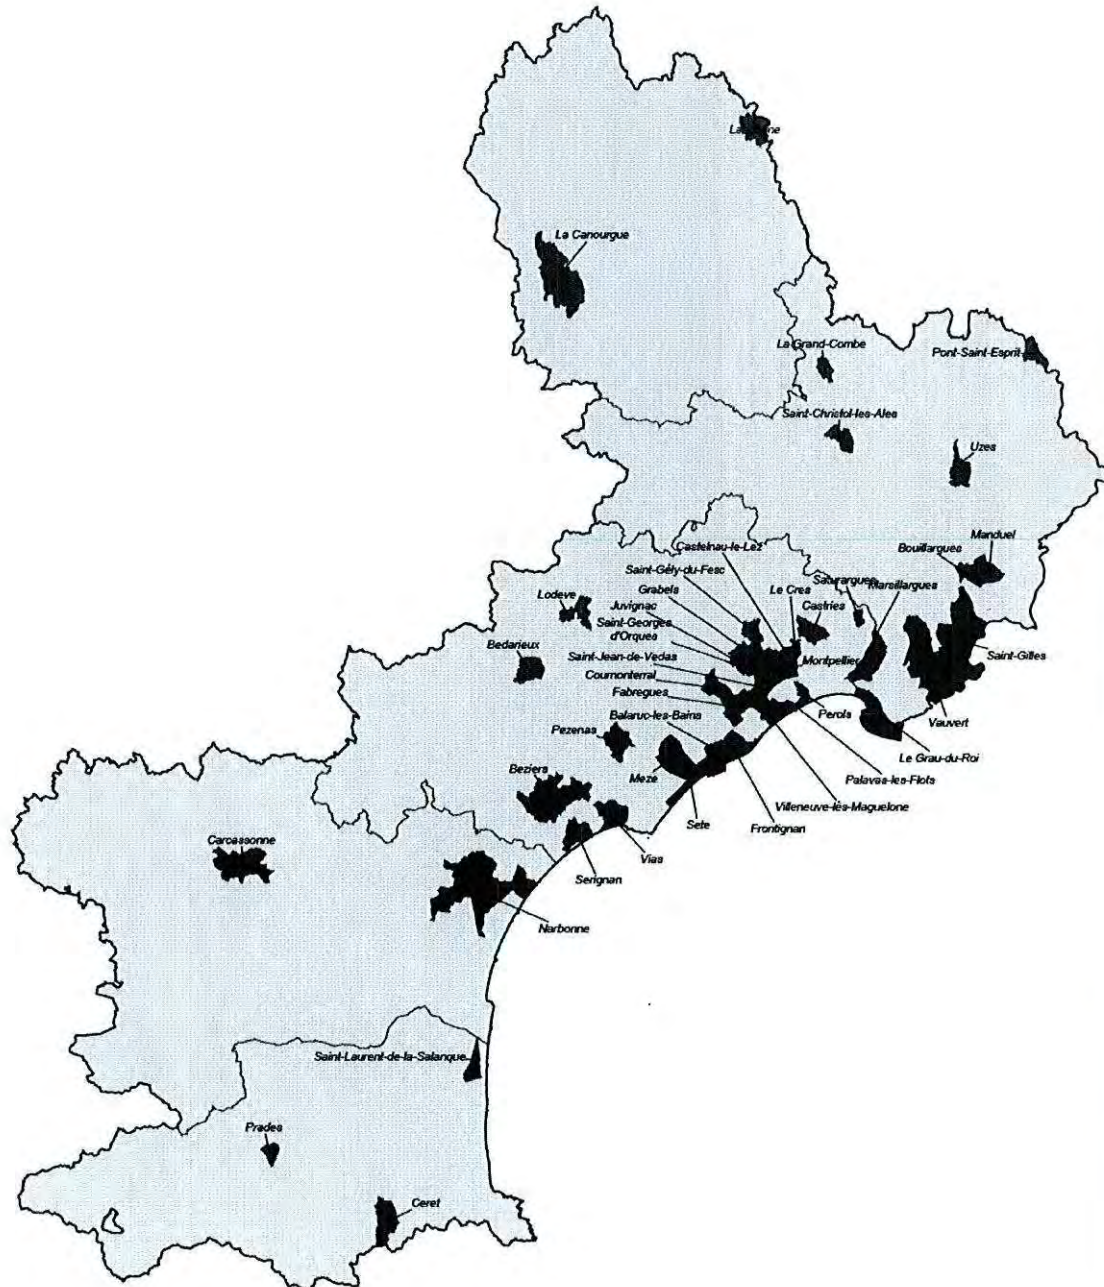 La Canourgue
La Grand-Combe
Pont-Saint-Esprit
Saint-Christol-les-Ales
Uzes
Castelnau-le-Lez
Manduel
Bouillargues
Saint-Gély-du-Fesc
Saturargues
Marsillargues
Grabels
Le Cres
Lodeve
Castries
Juvignac
Saint-Georges
d'Orques
Bedarieux
Saint-Jean-de-Vedas
Montpellier
Saint-Gilles
Cournonterral
Fabregues
Perols
Vauvert
Balaruc-les-Bains
Pezenas
Le Grau-du-Roi
Beziers
Meze
Palavas-les-Flots
Villeneuve-lès-Maguelone
Sete
Frontignan
Carcassonne
Vias
Serignan
Narbonne
Saint-Laurent-de-la-Salanque
Prades
Ceret